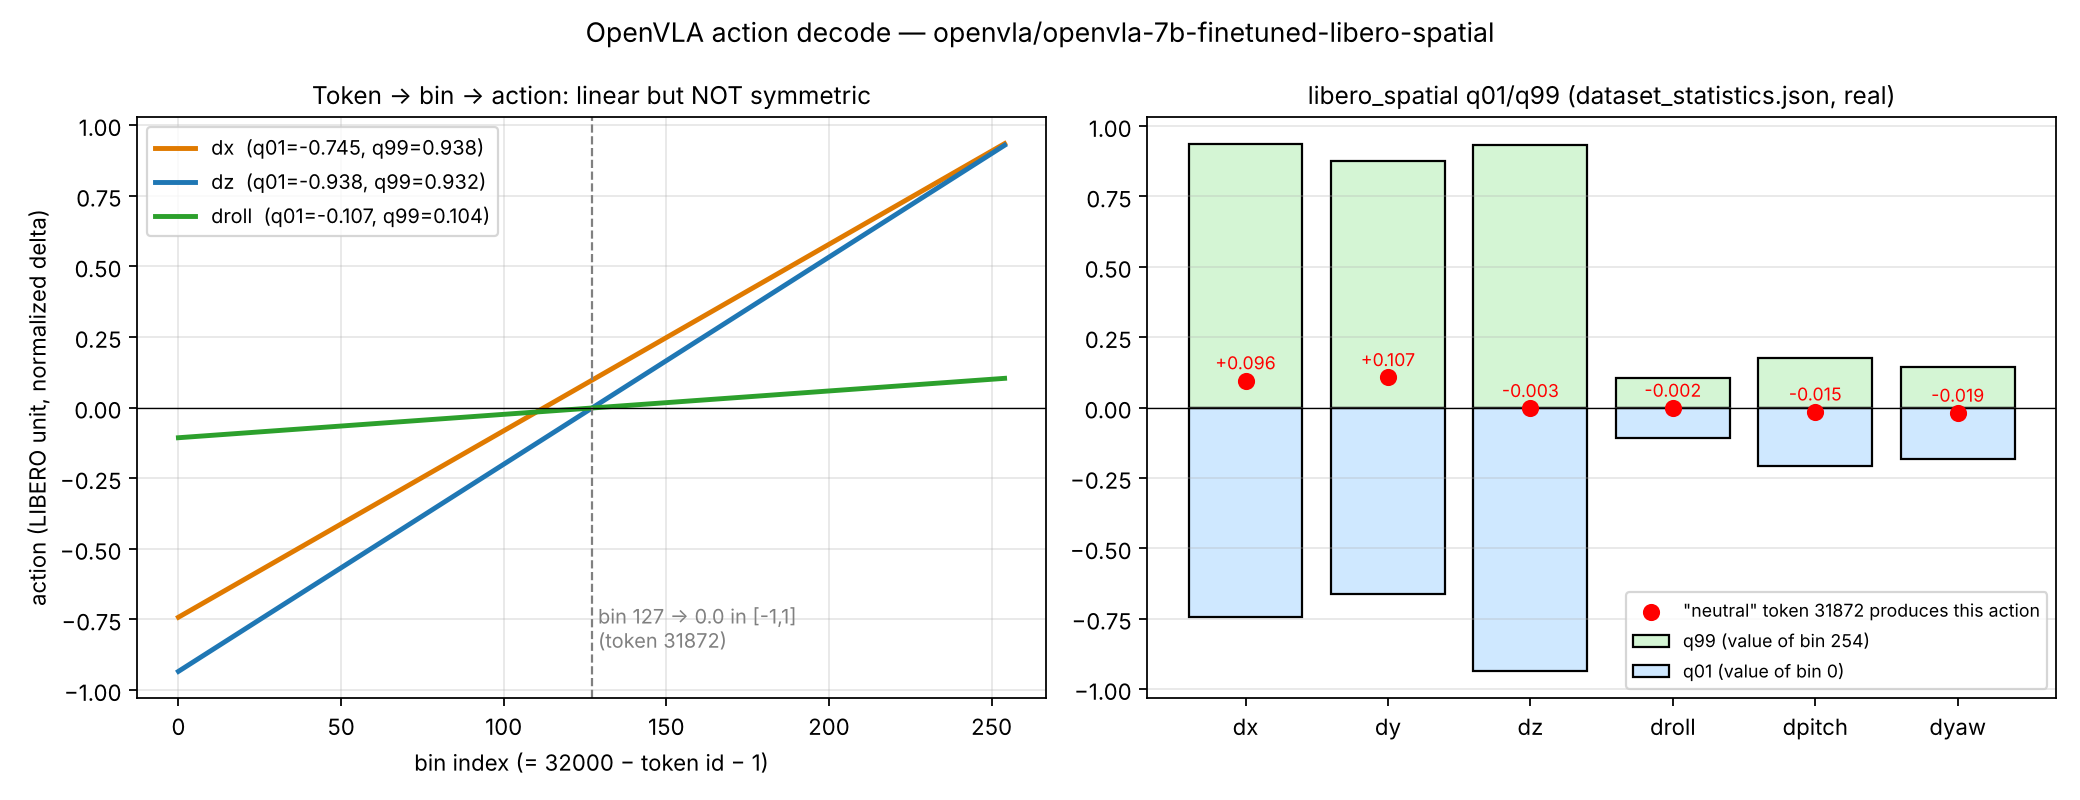 OpenVLA action decode — openvla/openvla-7b-finetuned-libero-spatial
Token → bin → action: linear but NOT symmetric
dx (q01=-0.745, q99=0.938)
dz (q01=-0.938, q99=0.932)
droll (q01=-0.107, q99=0.104)
bin 127 → 0.0 in [-1,1]
(token 31872)
1.00
0.75
0.50
0.25
0.00
−0.25
−0.50
−0.75
−1.00
action (LIBERO unit, normalized delta)
0
50
100
150
200
250
bin index (= 32000 − token id − 1)
libero_spatial q01/q99 (dataset_statistics.json, real)
1.00
0.75
0.50
0.25
0.00
−0.25
−0.50
−0.75
−1.00
+0.096
+0.107
-0.003
-0.002
-0.015
-0.019
"neutral" token 31872 produces this action
q99 (value of bin 254)
q01 (value of bin 0)
dx
dy
dz
droll
dpitch
dyaw